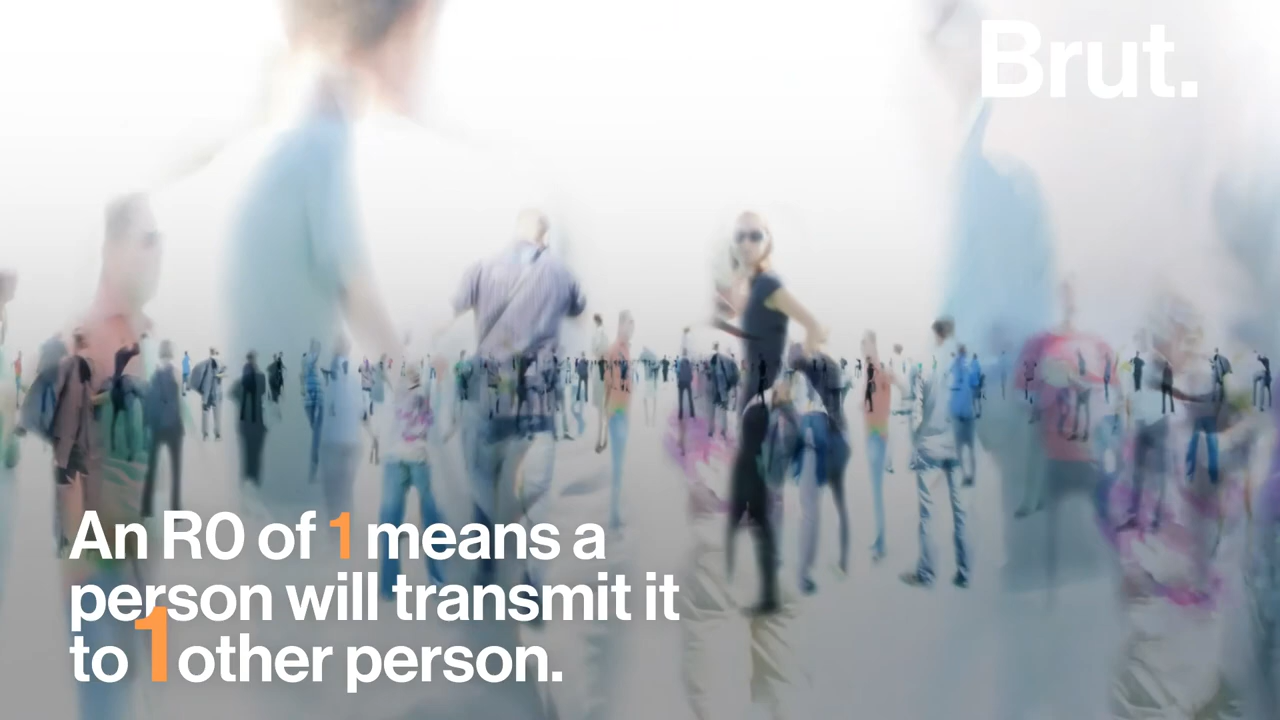 Brut.
An R0 of 1 means a
person will transmit it
to 1 other person.